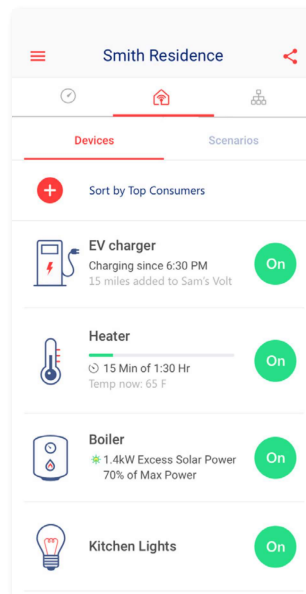 Smith Residence
Devices
Scenarios
Sort by Top Consumers
EV charger
Charging since 6:30 PM
15 miles added to Sam's Volt
On
Heater
15 Min of 1:30 Hr
Temp now: 65 F
On
Boiler
1.4kW Excess Solar Power
70% of Max Power
On
Kitchen Lights
On